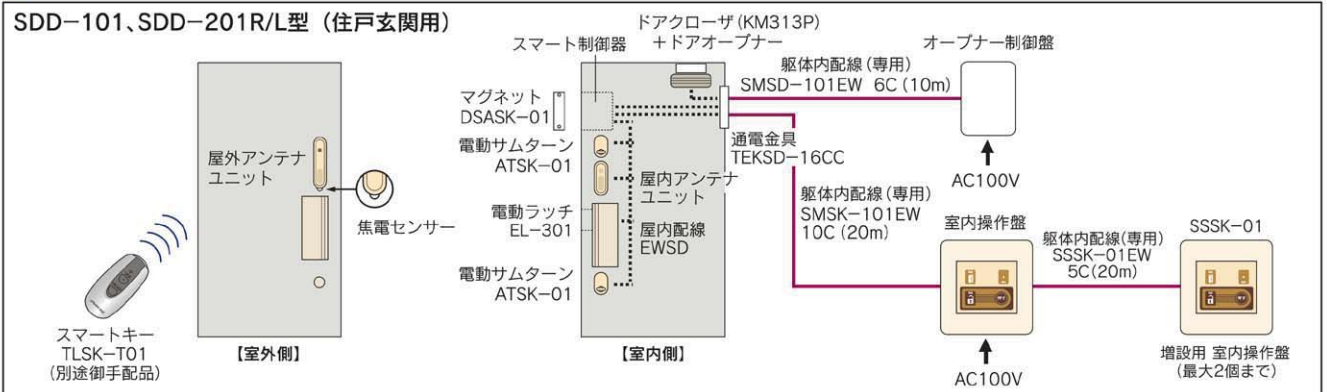 SDD−101、SDD−201R/L型（住戸玄関用）
屋外アンテナ
ユニット
焦電センサー
スマートキー
TLSK−T01
（別途御手配品）
【室外側】
スマート制御器
ドアクローザ（KM313P）
＋ドアオープナー
マグネット
DSASK−01
電動サムターン
ATSK−01
屋内アンテナ
ユニット
電動ラッチ
EL−301
屋内配線
EWSD
電動サムターン
ATSK−01
【室内側】
躯体内配線（専用）
SMSD−101EW 6C（10m）
通電金具
TEKSD−16CC
躯体内配線（専用）
SMSK−101EW
10C（20m）
オープナー制御盤
AC100V
室内操作盤
AC100V
躯体内配線（専用）
SSSK−01EW
5C（20m）
SSSK−01
増設用 室内操作盤
（最大2個まで）